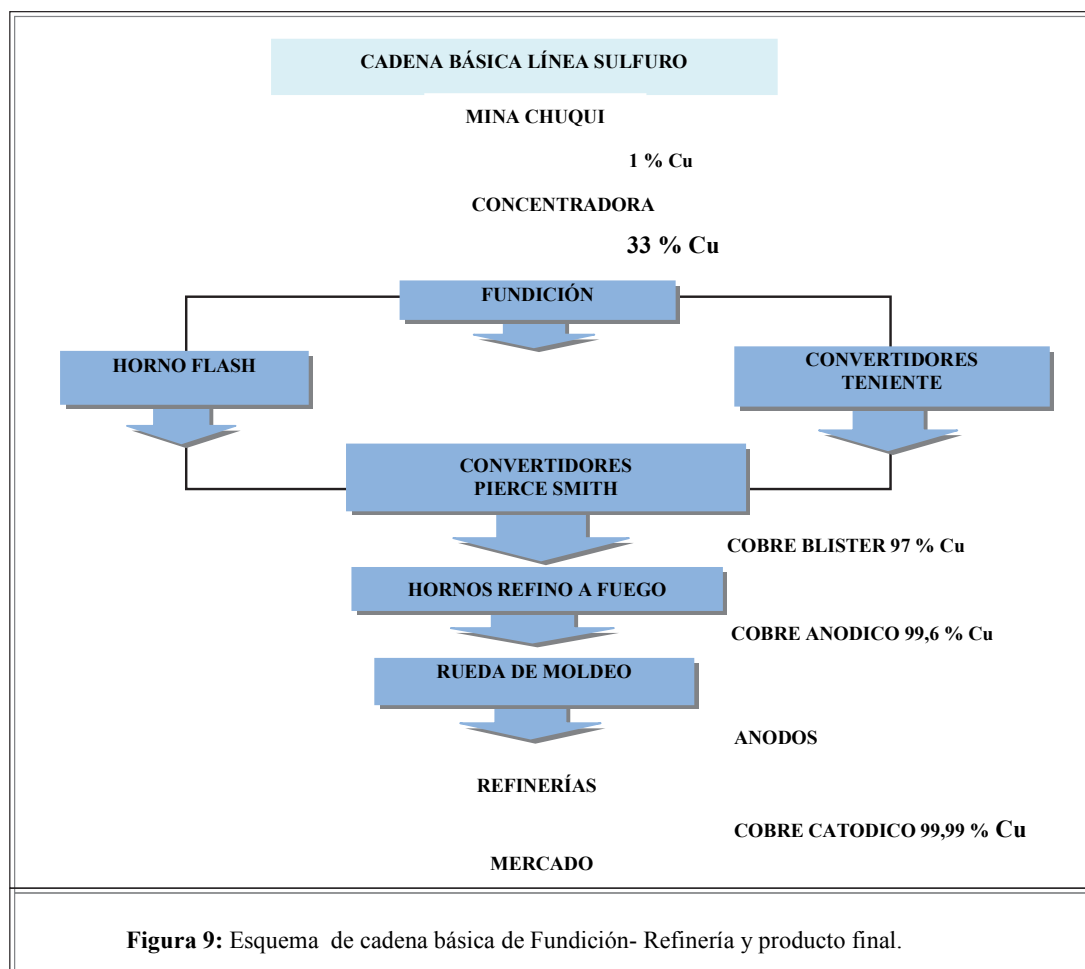 CADENA BÁSICA LÍNEA SULFURO
MINA CHUQUI
1 % Cu
CONCENTRADORA
33 % Cu
FUNDICIÓN
HORNO FLASH
CONVERTIDORES
TENIENTE
CONVERTIDORES
PIERCE SMITH
COBRE BLISTER 97 % Cu
HORNOS REFINO A FUEGO
COBRE ANODICO 99,6 % Cu
RUEDA DE MOLDEO
ANODOS
REFINERÍAS
COBRE CATODICO 99,99 % Cu
MERCADO
Figura 9: Esquema de cadena básica de Fundición- Refinería y producto final.